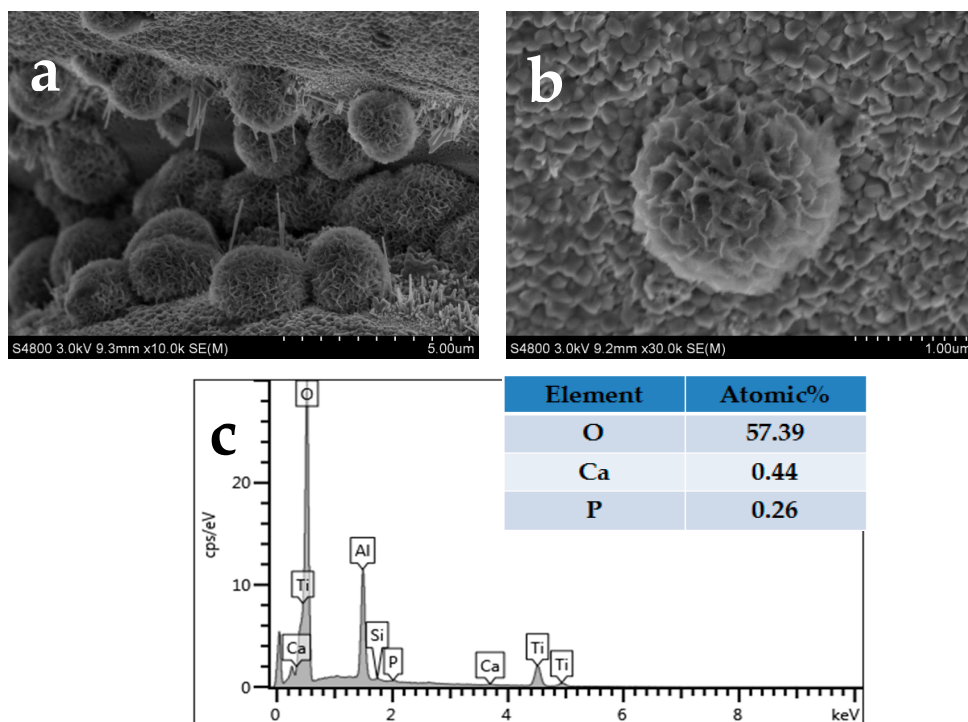 a
S4800 3.0kV 9.3mm x10.0k SE(M) 5.00um
b
S4800 3.0kV 9.2mm x30.0k SE(M) 1.00um
c
Element Atomic%
O 57.39
Ca 0.44
P 0.26
cps/eV
20
10
0
O
Ti
Ca
Al
Si
P
Ca
Ti
Ti
0 2 4 6 8 keV